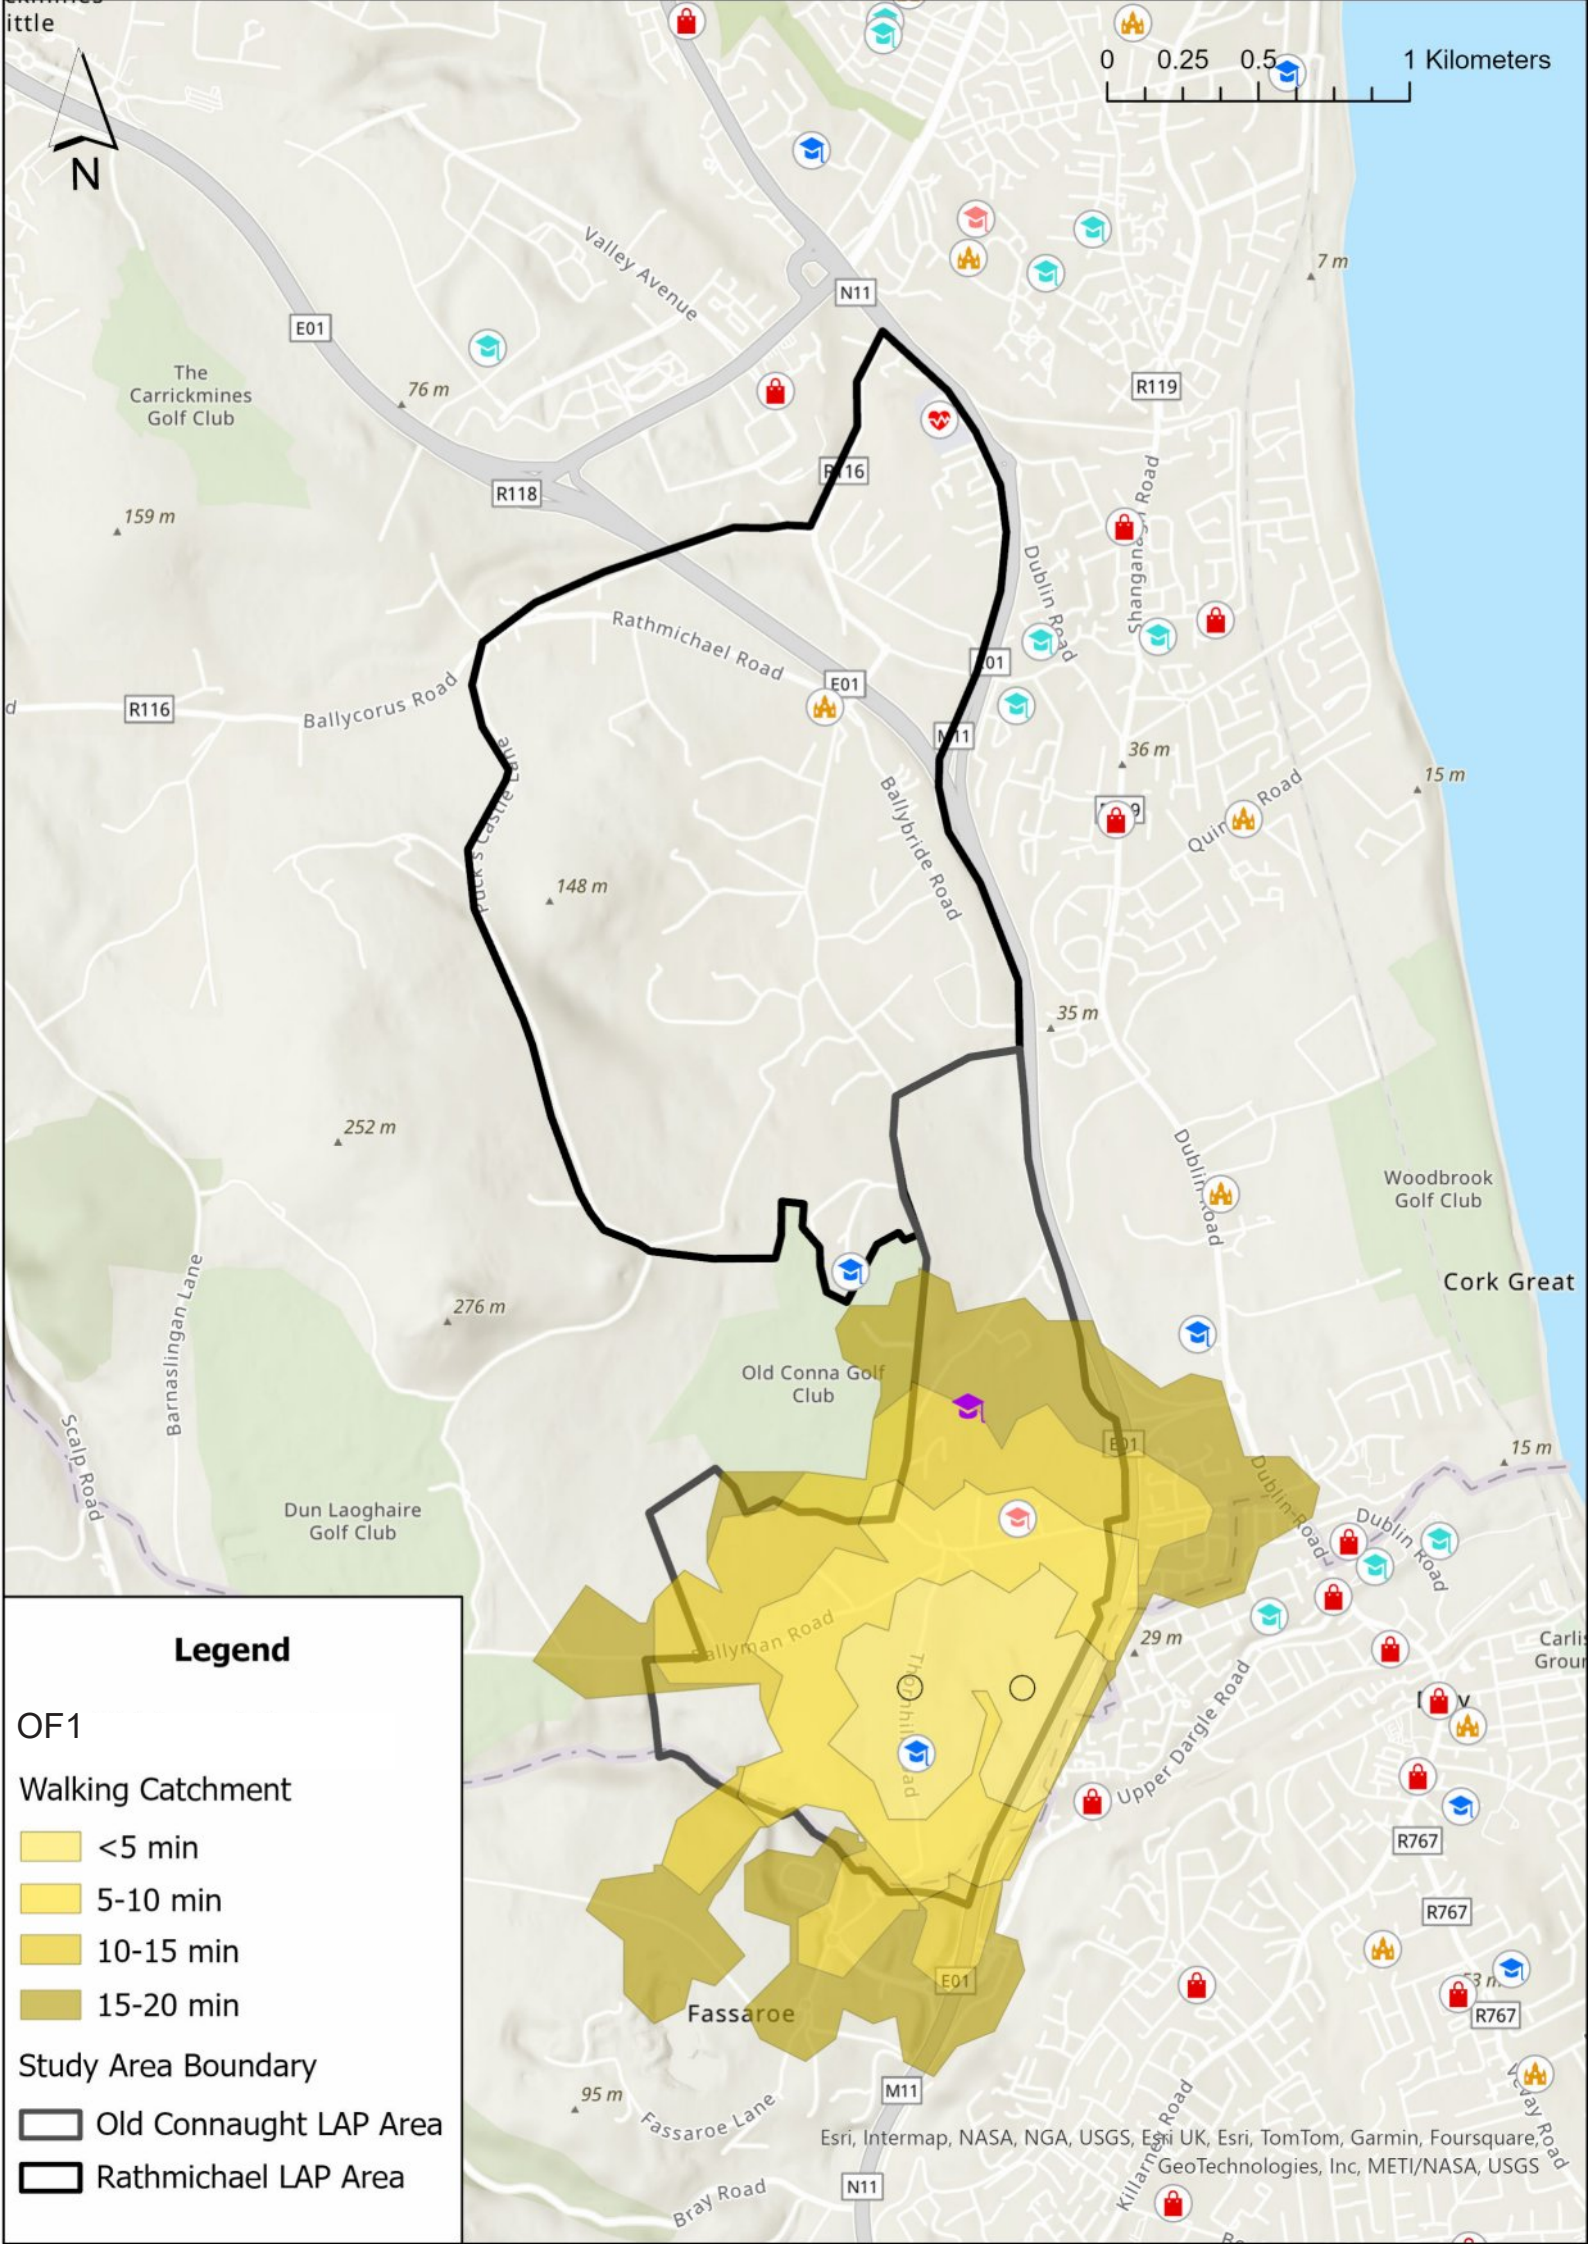 ittle
0 0.25 0.5 1 Kilometers
N
Valley Avenue
N11
7 m
E01
The
Carrickmines
Golf Club
76 m
R119
R118
159 m
Shanganagh Road
Dublin Road
Rathmichael Road
E01
E01
R116
Ballycorus Road
M11
36 m
15 m
Puck's Castle Lane
Ballybride Road
148 m
35 m
252 m
Dublin Road
Woodbrook
Golf Club
Barnaslingan Lane
276 m
Cork Great
Old Conna Golf
Club
Scalp Road
E01
15 m
Dun Laoghaire
Golf Club
Dublin Road
Dublin Road
Ballyman Road
29 m
Thornhill Road
Upper Dargle Road
R767
R767
E01
R767
Fassaroe
95 m
M11
Fassaroe Lane
Killarney Road
N11
Bray Road
Legend
OF1
Walking Catchment
<5 min
5-10 min
10-15 min
15-20 min
Study Area Boundary
Old Connaught LAP Area
Rathmichael LAP Area
Esri, Intermap, NASA, NGA, USGS, Esri UK, Esri, TomTom, Garmin, Foursquare,
GeoTechnologies, Inc, METI/NASA, USGS